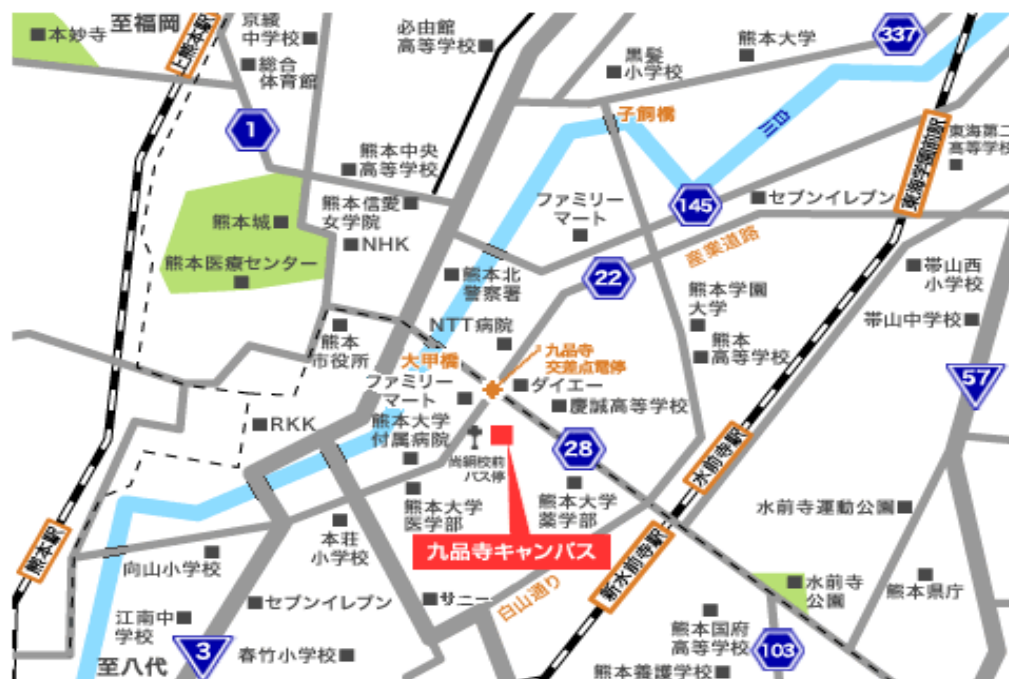 至福岡
本妙寺
上熊本駅
京綾
中学校
総合
体育館
必由館
高等学校
黒髪
小学校
熊本大学
337
1
子飼橋
白川
東海学園前駅
東海第二
高等学校
熊本中央
高等学校
熊本信愛
女学院
NHK
熊本城
熊本医療センター
ファミリー
マート
145
セブンイレブン
産業道路
22
熊本北
警察署
熊本学園
大学
熊本
高等学校
帯山西
小学校
帯山中学校
57
熊本
市役所
NTT病院
大甲橋
九品寺
交差点電停
ファミリー
マート
ダイエー
慶誠高等学校
RKK
熊本大学
付属病院
尚絅校前
バス停
28
水前寺駅
熊本大学
医学部
熊本大学
薬学部
水前寺運動公園
九品寺キャンパス
本荘
小学校
熊本駅
向山小学校
新水前寺駅
白山通り
水前寺
公園
熊本県庁
江南中
学校
セブンイレブン
サニー
3
春竹小学校
至八代
熊本国府
高等学校
103
熊本養護学校